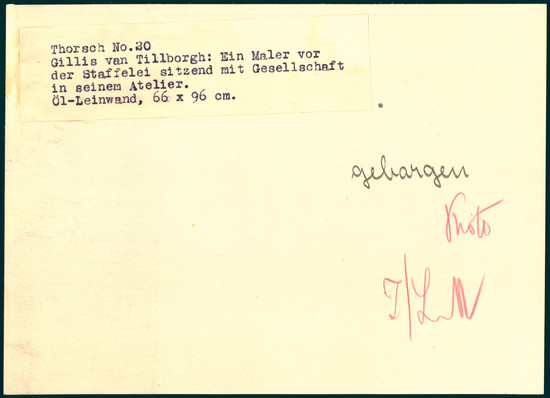 Thorsch No.20
Gillis van Tillborgh: Ein Maler vor
der Staffelei sitzend mit Gesellschaft
in seinem Atelier.
Öl-Leinwand, 66 x 96 cm.
geborgen
Photo